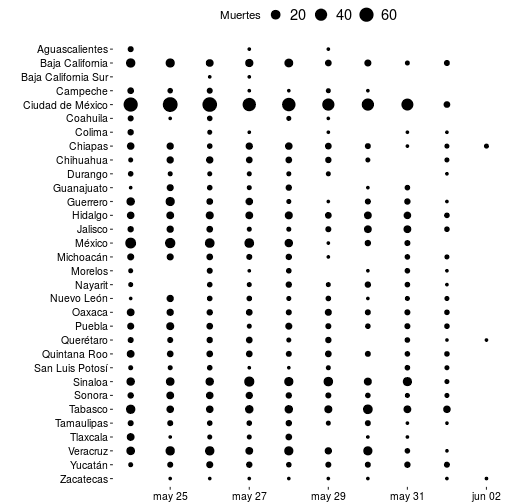 Muertes 20 40 60
Aguascalientes
Baja California
Baja California Sur
Campeche
Ciudad de México
Coahuila
Colima
Chiapas
Chihuahua
Durango
Guanajuato
Guerrero
Hidalgo
Jalisco
México
Michoacán
Morelos
Nayarit
Nuevo León
Oaxaca
Puebla
Querétaro
Quintana Roo
San Luis Potosí
Sinaloa
Sonora
Tabasco
Tamaulipas
Tlaxcala
Veracruz
Yucatán
Zacatecas
may 25 may 27 may 29 may 31 jun 02